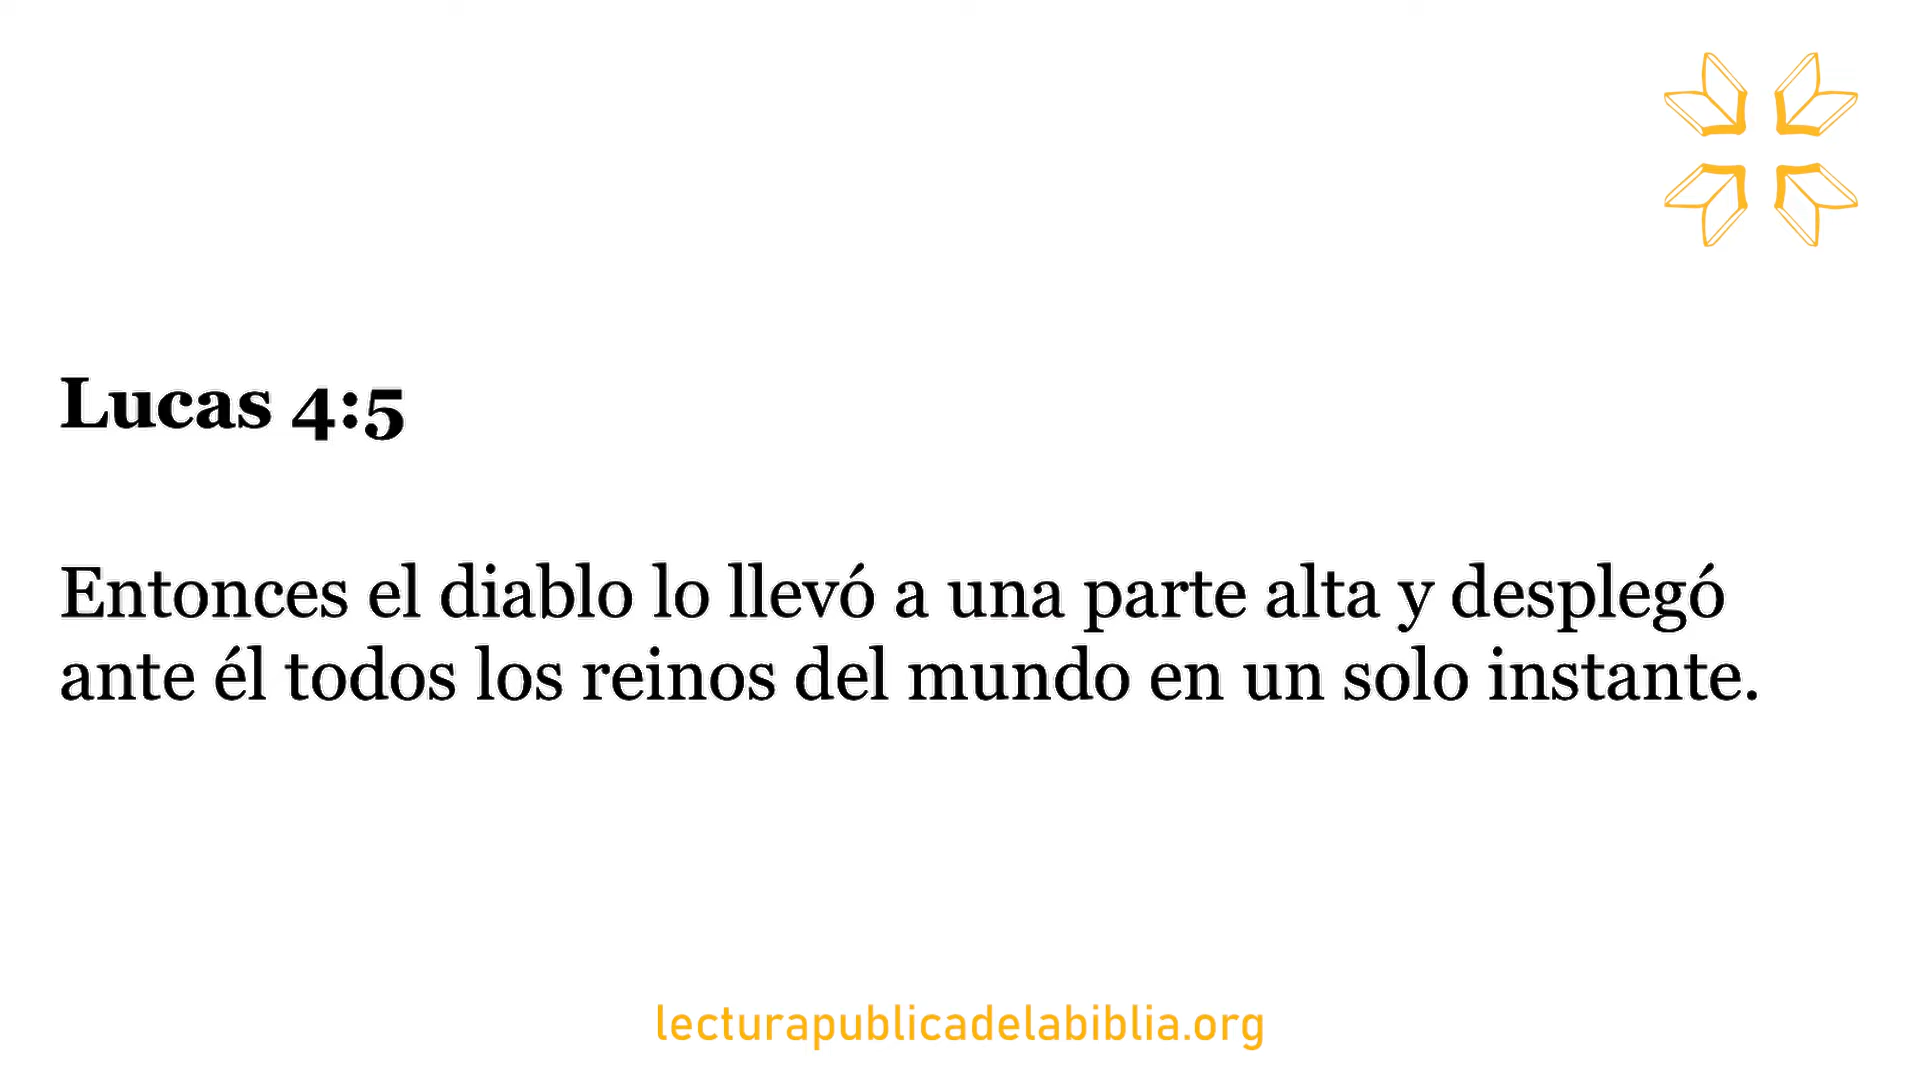 Lucas 4:5
Entonces el diablo lo llevó a una parte alta y desplegó
ante él todos los reinos del mundo en un solo instante.
lecturapublicadelabiblia.org